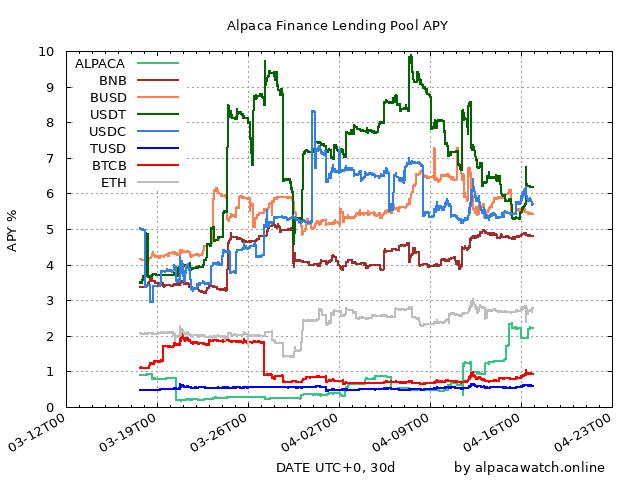 Alpaca Finance Lending Pool APY
10
9
8
7
6
5
4
3
2
1
0
APY %
ALPACA
BNB
BUSD
USDT
USDC
TUSD
BTCB
ETH
03-12T00
03-19T00
03-26T00
04-02T00
04-09T00
04-16T00
04-23T00
DATE UTC+0, 30d
by alpacawatch.online